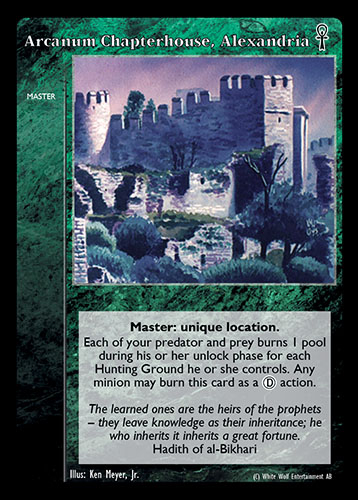 Arcanum Chapterhouse, Alexandria
MASTER
Master: unique location.
Each of your predator and prey burns 1 pool
during his or her unlock phase for each
Hunting Ground he or she controls. Any
minion may burn this card as a Ⓓ action.
The learned ones are the heirs of the prophets
– they leave knowledge as their inheritance; he
who inherits it inherits a great fortune.
Hadith of al-Bikhari
Illus: Ken Meyer, Jr.
(C) White Wolf Entertainment AB